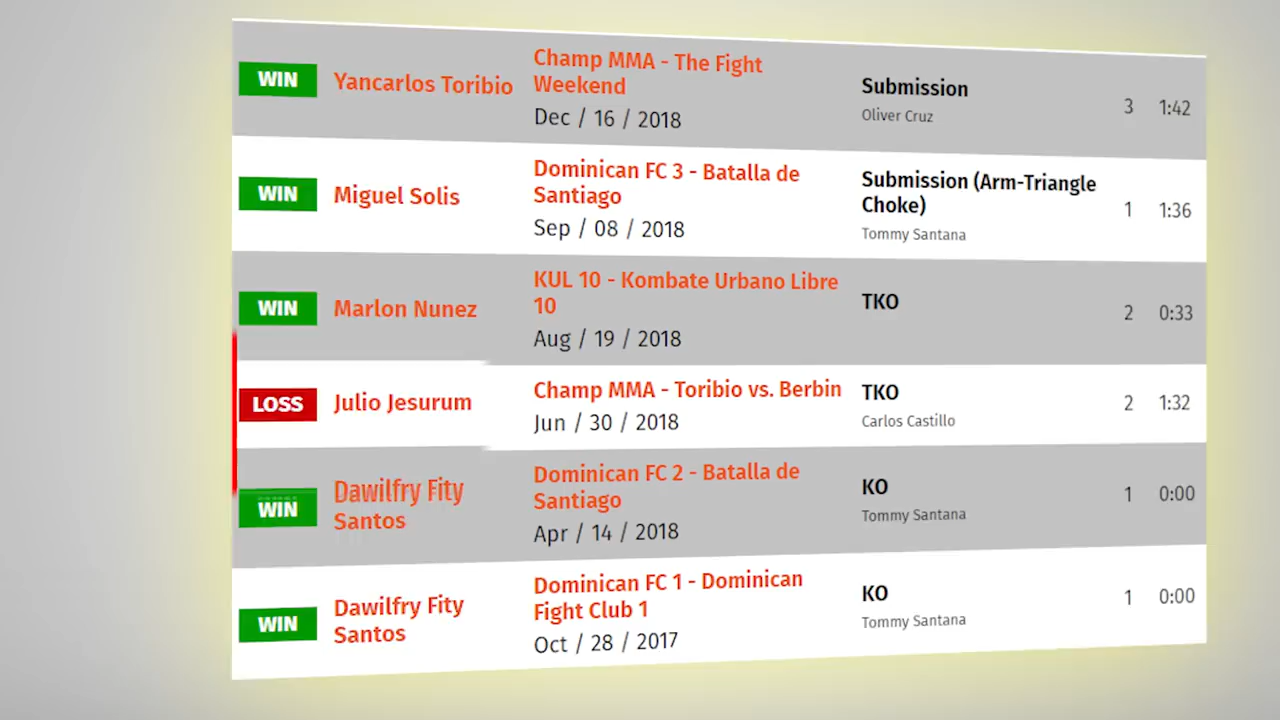 WIN Yancarlos Toribio Champ MMA - The Fight Weekend Dec / 16 / 2018 Submission Oliver Cruz 3 1:42
WIN Miguel Solis Dominican FC 3 - Batalla de Santiago Sep / 08 / 2018 Submission (Arm-Triangle Choke) Tommy Santana 1 1:36
WIN Marlon Nunez KUL 10 - Kombate Urbano Libre 10 Aug / 19 / 2018 TKO 2 0:33
LOSS Julio Jesurum Champ MMA - Toribio vs. Berbin Jun / 30 / 2018 TKO Carlos Castillo 2 1:32
WIN Dawilfry Fity Santos Dominican FC 2 - Batalla de Santiago Apr / 14 / 2018 KO Tommy Santana 1 0:00
WIN Dawilfry Fity Santos Dominican FC 1 - Dominican Fight Club 1 Oct / 28 / 2017 KO Tommy Santana 1 0:00